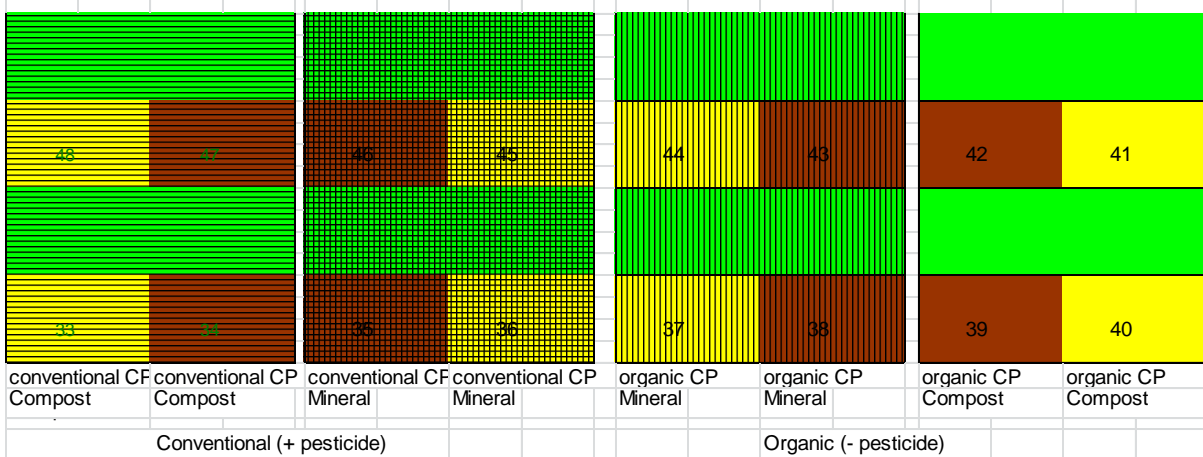 48 47 46 45 44 43 42 41
33 34 35 36 37 38 39 40
conventional CP conventional CP conventional CP conventional CP organic CP organic CP organic CP organic CP
Compost Compost Mineral Mineral Mineral Mineral Compost Compost
Conventional (+ pesticide) Organic (- pesticide)